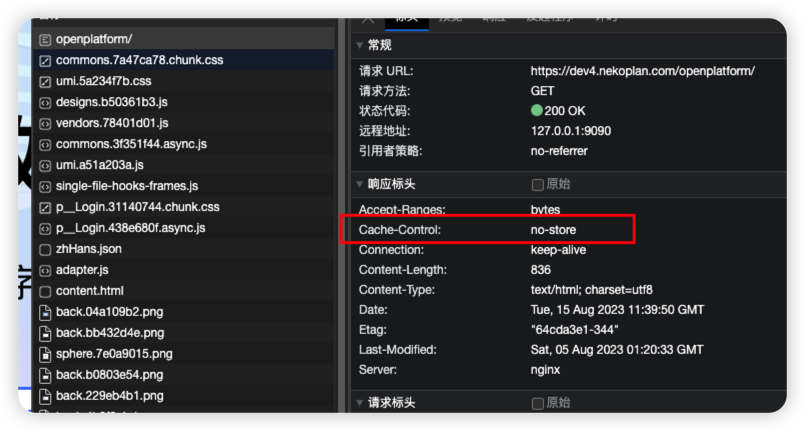 openplatform/
commons.7a47ca78.chunk.css
umi.5a234f7b.css
designs.b50361b3.js
vendors.78401d01.js
commons.3f351f44.async.js
umi.a51a203a.js
single-file-hooks-frames.js
p__Login.31140744.chunk.css
p__Login.438e680f.async.js
zhHans.json
adapter.js
content.html
back.04a109b2.png
back.bb432d4e.png
sphere.7e0a9015.png
back.b0803e54.png
back.229eb4b1.png
标头 预览 响应
常规
请求 URL: https://dev4.nekoplan.com/openplatform/
请求方法: GET
状态代码: 200 OK
远程地址: 127.0.0.1:9090
引用者策略: no-referrer
响应标头 原始
Accept-Ranges: bytes
Cache-Control: no-store
Connection: keep-alive
Content-Length: 836
Content-Type: text/html; charset=utf8
Date: Tue, 15 Aug 2023 11:39:50 GMT
Etag: "64cda3e1-344"
Last-Modified: Sat, 05 Aug 2023 01:20:33 GMT
Server: nginx
请求标头 原始